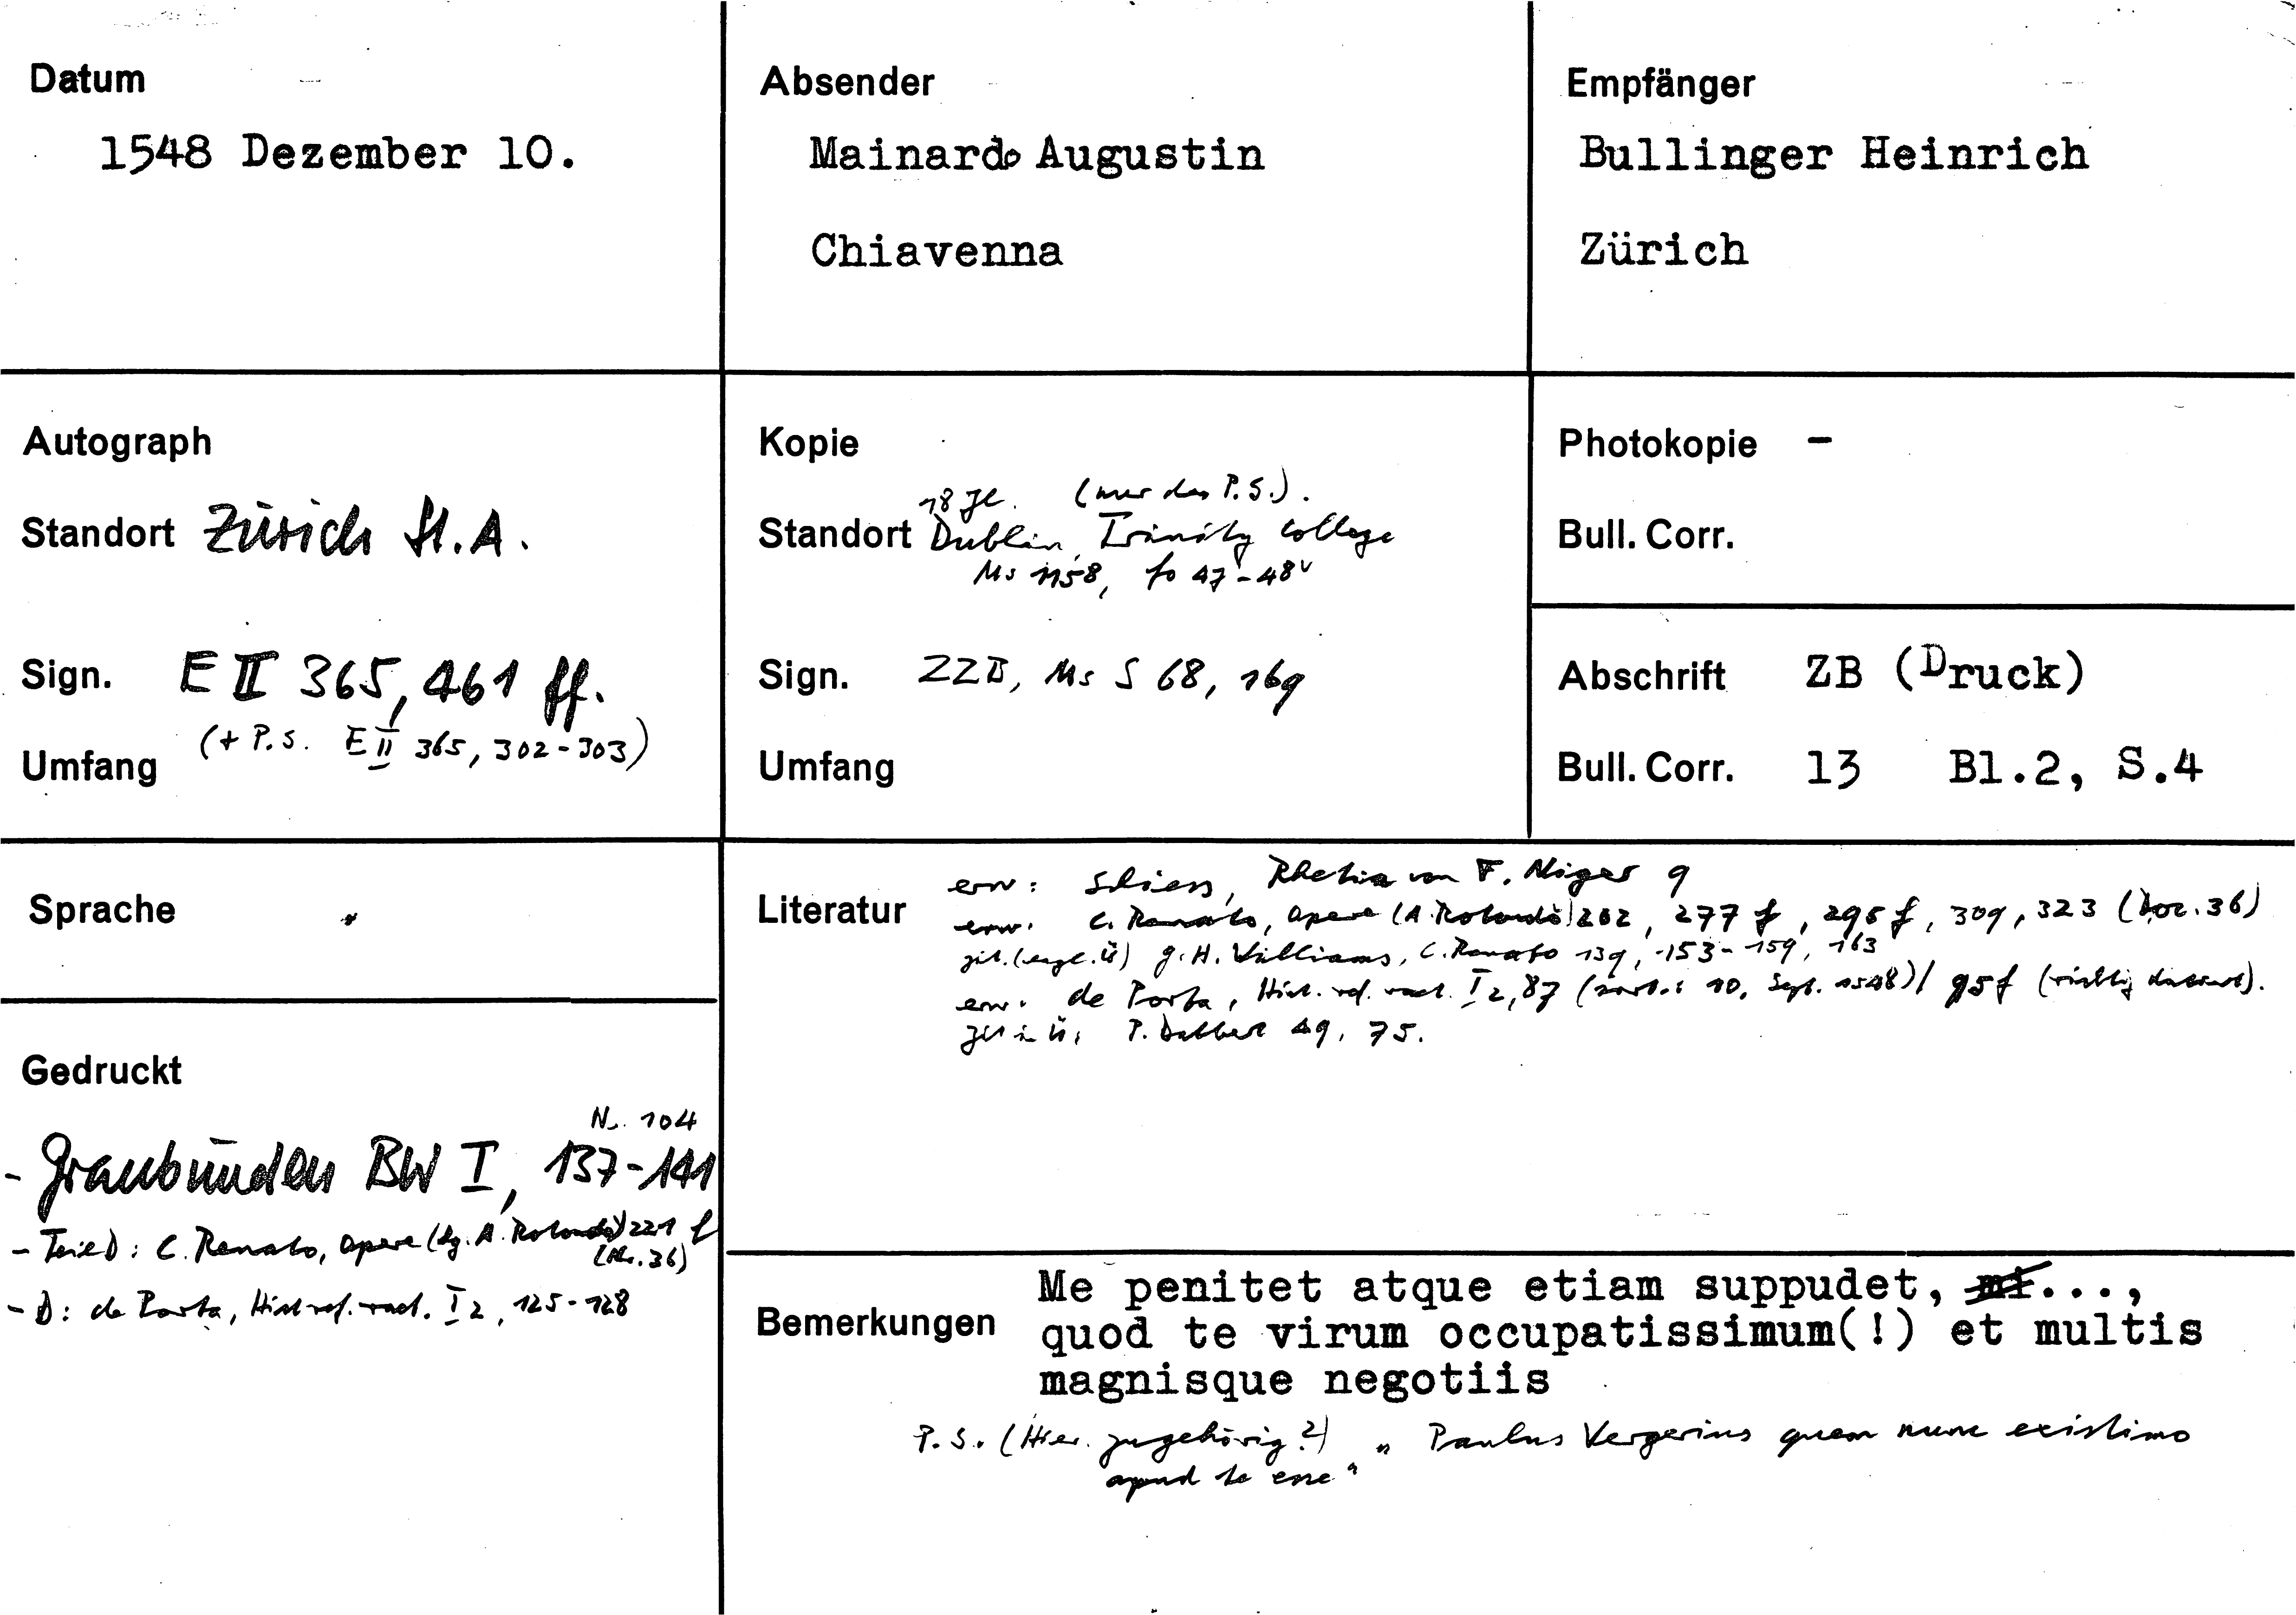 Datum
1548 Dezember 10.
Absender
Mainardo Augustin
Chiavenna
Empfänger
Bullinger Heinrich
Zürich
Autograph
Standort Zürich St.A.
Sign. E II 365, 461 ff.
(+ P.S. E II 365, 302-303)
Umfang
Kopie
18 Jh. (nur das P.S.).
Standort Dublin, Trinity College
Ms 1158, fo 47-48v
Sign. ZZB, Ms S 68, 169
Umfang
Photokopie -
Bull. Corr.
Abschrift ZB (Druck)
Bull. Corr. 13 Bl.2, S.4
Sprache
Literatur
erw: Schiess, Rhetia von F. Niger 9
erw. C. Renato, Opere (A. Rotondò) 262, 277 f, 295 f, 309, 323 (Doc. 36)
zit. (engl. Ü) G. H. Williams, C. Renato 139, 153-159, 163
erw. de Porta, Hist. ref. raet. I 2, 87 (dat.: 10. Sept. 1548) / 95 f (richtig datiert).
zit in Ü: P. Dalbert 49, 75.
Gedruckt
Nr. 104
- Graubünden BW I, 137-141
- TeilD: C. Renato, Opere (hg. A. Rotondò) 221 f
(Nr. 36)
- D: de Porta, Hist. ref. raet. I 2, 125-128
Bemerkungen
Me penitet atque etiam suppudet, mi...,
quod te virum occupatissimum(!) et multis
magnisque negotiis
P.S. (Hier zugehörig?) "Paulus Vergerius quem nunc existimo
apud te esse"